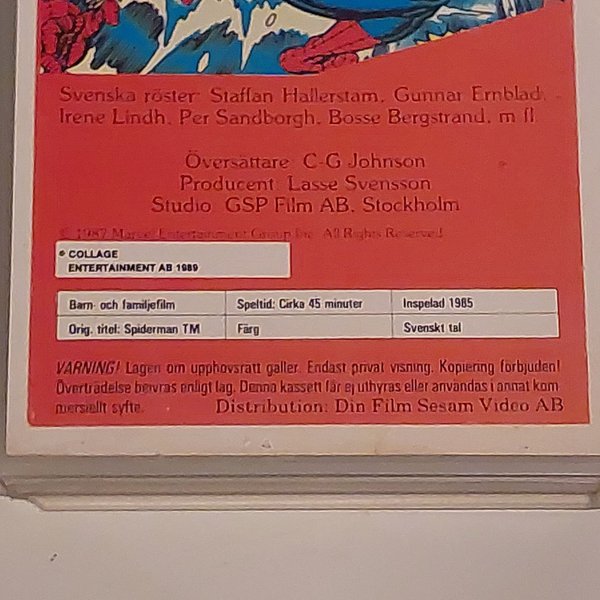 Svenska röster: Staffan Hallerstam, Gunnar Ernblad,
Irene Lindh, Per Sandborgh, Bosse Bergstrand, m fl
Översättare: C-G Johnson
Producent: Lasse Svensson
Studio: GSP Film AB, Stockholm
© 1987 Marvel Entertainment Group Inc. All Rights Reserved
© COLLAGE
ENTERTAINMENT AB 1989
Barn- och familjefilm Speltid: Cirka 45 minuter Inspelad 1985
Orig. titel: Spiderman TM Färg Svenskt tal
VARNING! Lagen om upphovsrätt gäller. Endast privat visning. Kopiering förbjuden!
Överträdelse beivras enligt lag. Denna kassett får ej uthyras eller användas i annat kom
mersiellt syfte. Distribution: Din Film Sesam Video AB